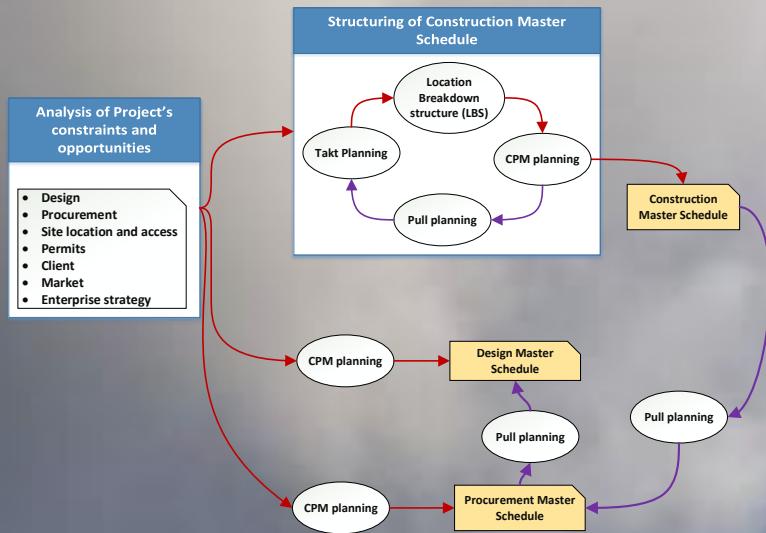 Structuring of Construction Master
Schedule
Analysis of Project's
constraints and
opportunities
Design
Procurement
Site location and access
Permits
Client
Market
Enterprise strategy
Location
Breakdown
structure (LBS)
Takt Planning
CPM planning
Pull planning
Construction
Master Schedule
CPM planning
Design Master
Schedule
Pull planning
Pull planning
CPM planning
Procurement Master
Schedule